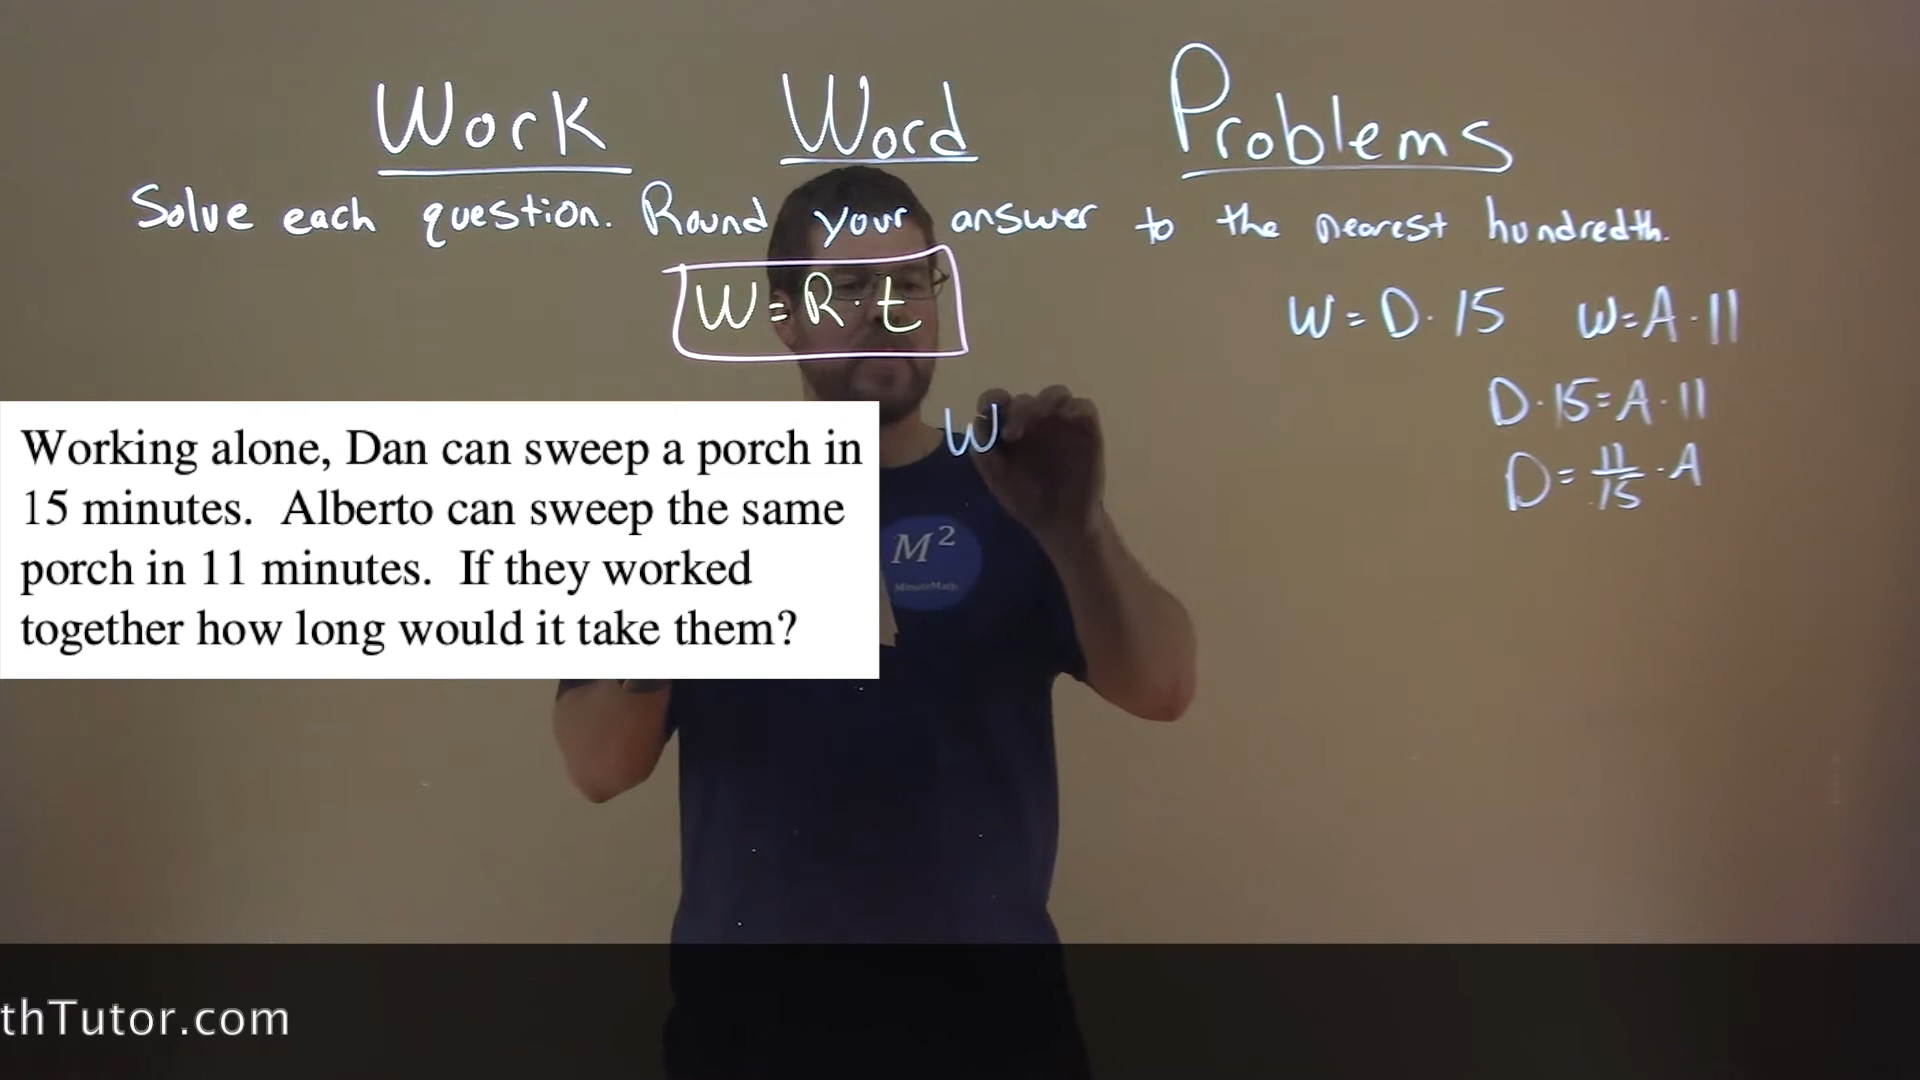 Work Word Problems
Solve each question. Round your answer to the nearest hundredth.
W=R·t
W=D·15 W=A·11
D·15=A·11
D=11/15·A
W
Working alone, Dan can sweep a porch in
15 minutes. Alberto can sweep the same
porch in 11 minutes. If they worked
together how long would it take them?
M²
MinuteMath
thTutor.com